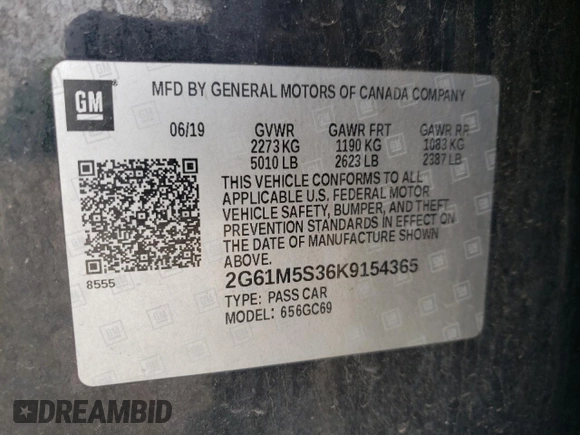 GM
MFD BY GENERAL MOTORS OF CANADA COMPANY
06/19 GVWR GAWR FRT GAWR RR
2273 KG 1190 KG 1083 KG
5010 LB 2623 LB 2387 LB
THIS VEHICLE CONFORMS TO ALL
APPLICABLE U.S. FEDERAL MOTOR
VEHICLE SAFETY, BUMPER, AND THEFT
PREVENTION STANDARDS IN EFFECT ON
THE DATE OF MANUFACTURE SHOWN
ABOVE.
8555
2G61M5S36K9154365
TYPE: PASS CAR
MODEL: 656GC69
DREAMBID